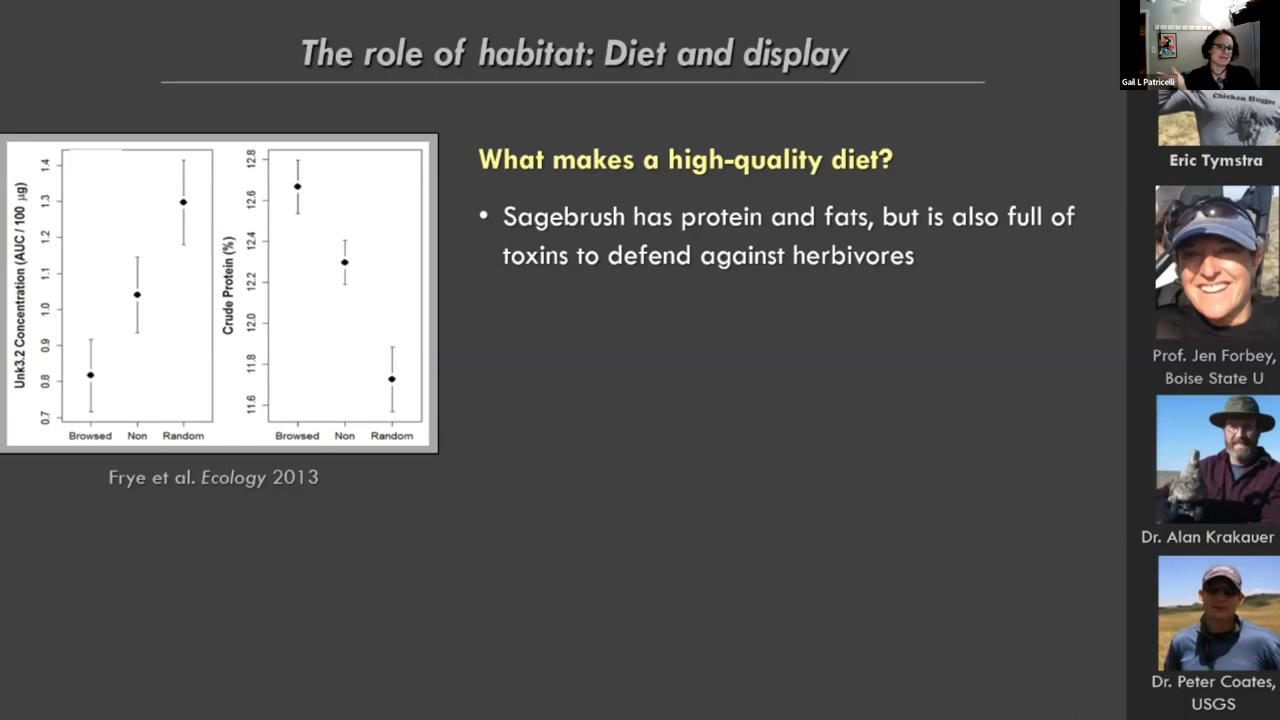 The role of habitat: Diet and display
Gail L Patricelli
Unk3.2 Concentration (AUC / 100 µg)
1.4
1.3
1.2
1.1
1.0
0.9
0.8
0.7
Browsed Non Random
Crude Protein (%)
12.8
12.6
12.4
12.2
12.0
11.8
11.6
Browsed Non Random
Frye et al. Ecology 2013
What makes a high-quality diet?
• Sagebrush has protein and fats, but is also full of
toxins to defend against herbivores
Chicken Hugger
Eric Tymstra
Prof. Jen Forbey,
Boise State U
Dr. Alan Krakauer
Dr. Peter Coates,
USGS